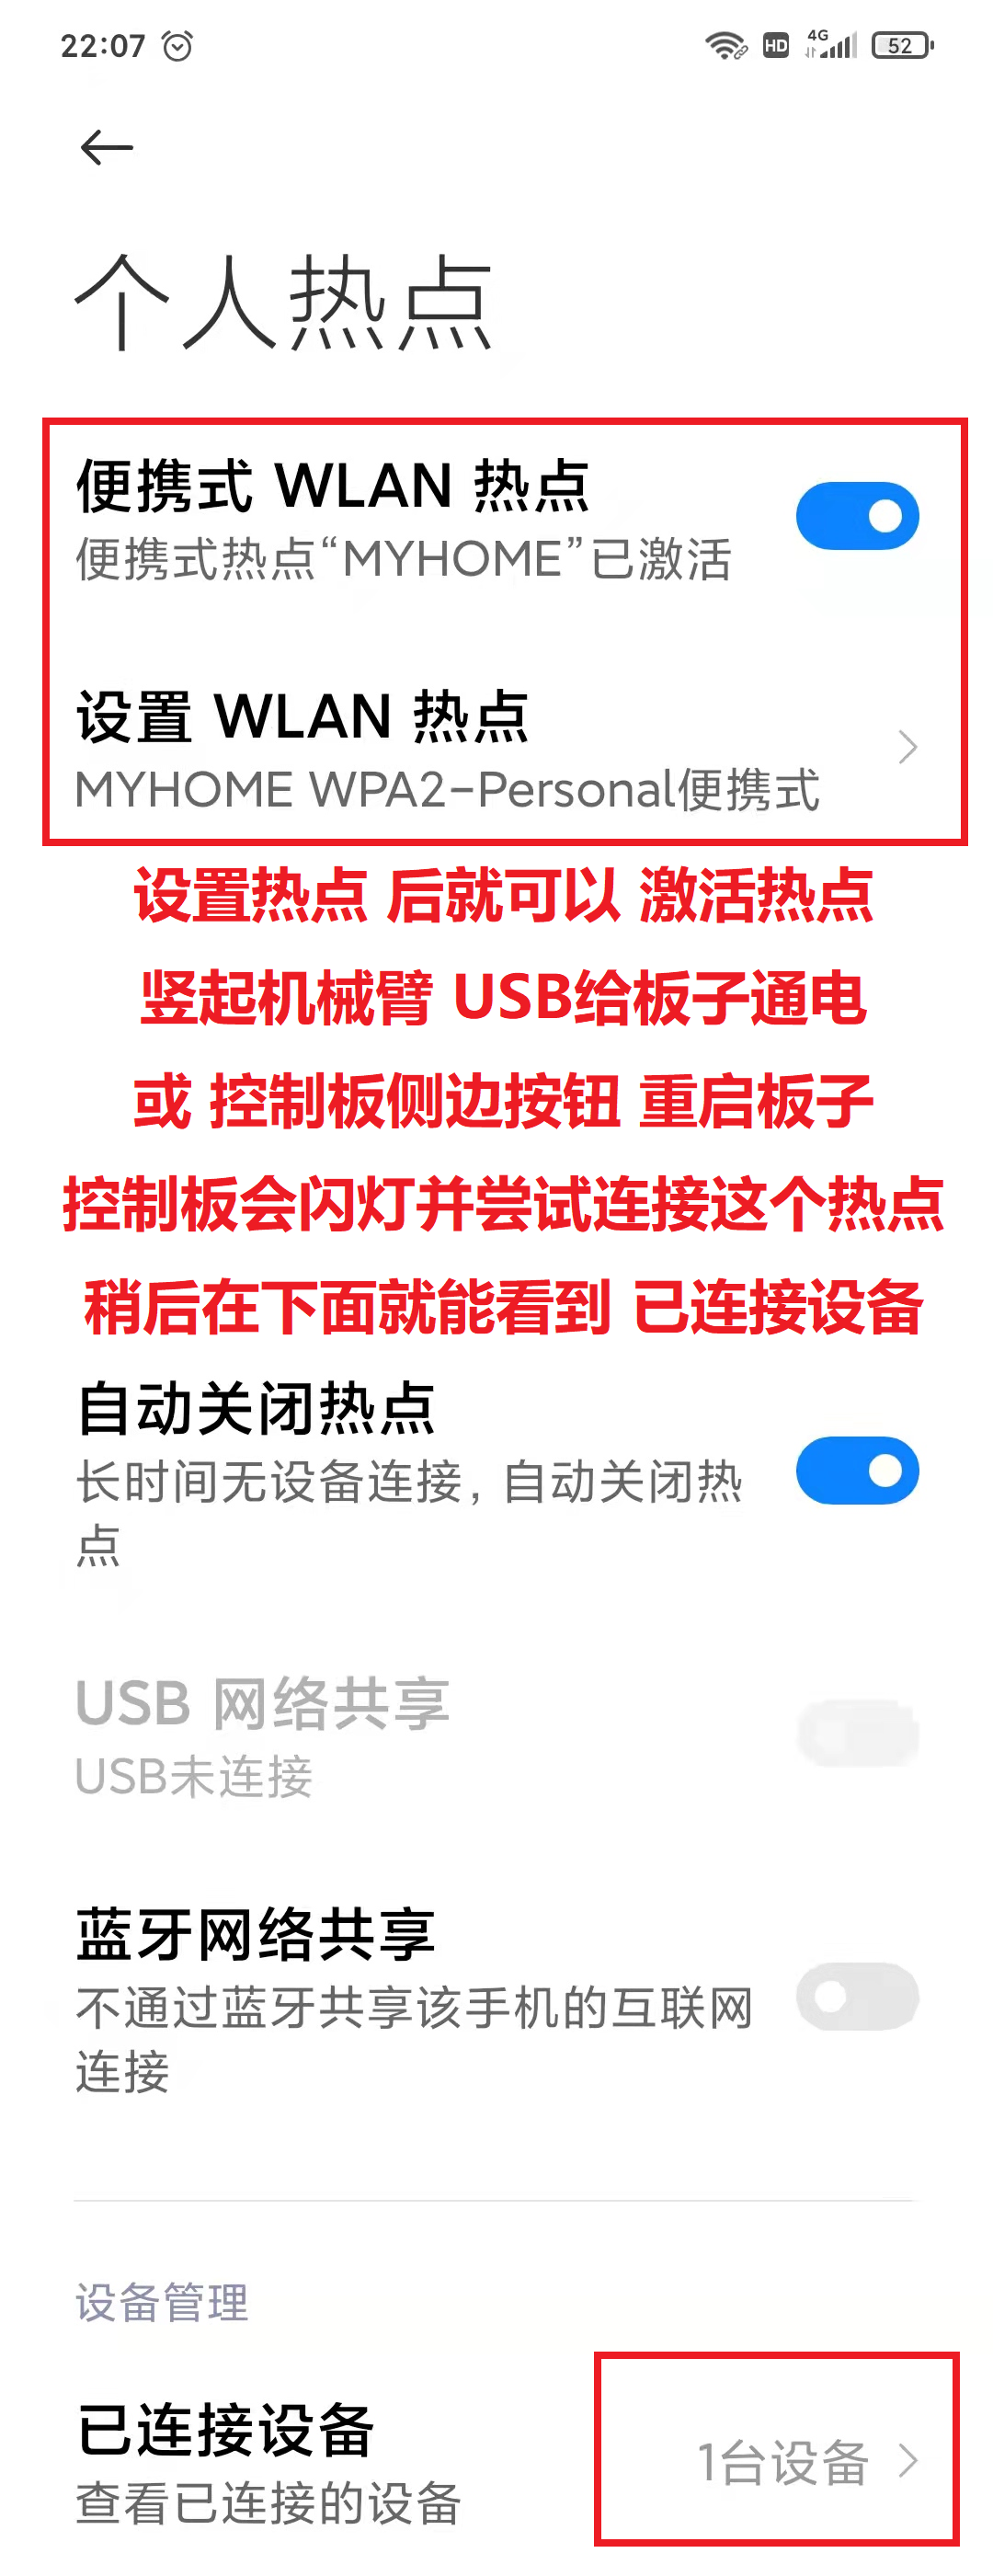 22:07 HD 4G 52
个人热点
便携式 WLAN 热点
便携式热点“MYHOME”已激活
设置 WLAN 热点
MYHOME WPA2-Personal便携式
设置热点 后就可以 激活热点
竖起机械臂 USB给板子通电
或 控制板侧边按钮 重启板子
控制板会闪灯并尝试连接这个热点
稍后在下面就能看到 已连接设备
自动关闭热点
长时间无设备连接，自动关闭热
点
USB 网络共享
USB未连接
蓝牙网络共享
不通过蓝牙共享该手机的互联网
连接
设备管理
已连接设备
1台设备
查看已连接的设备